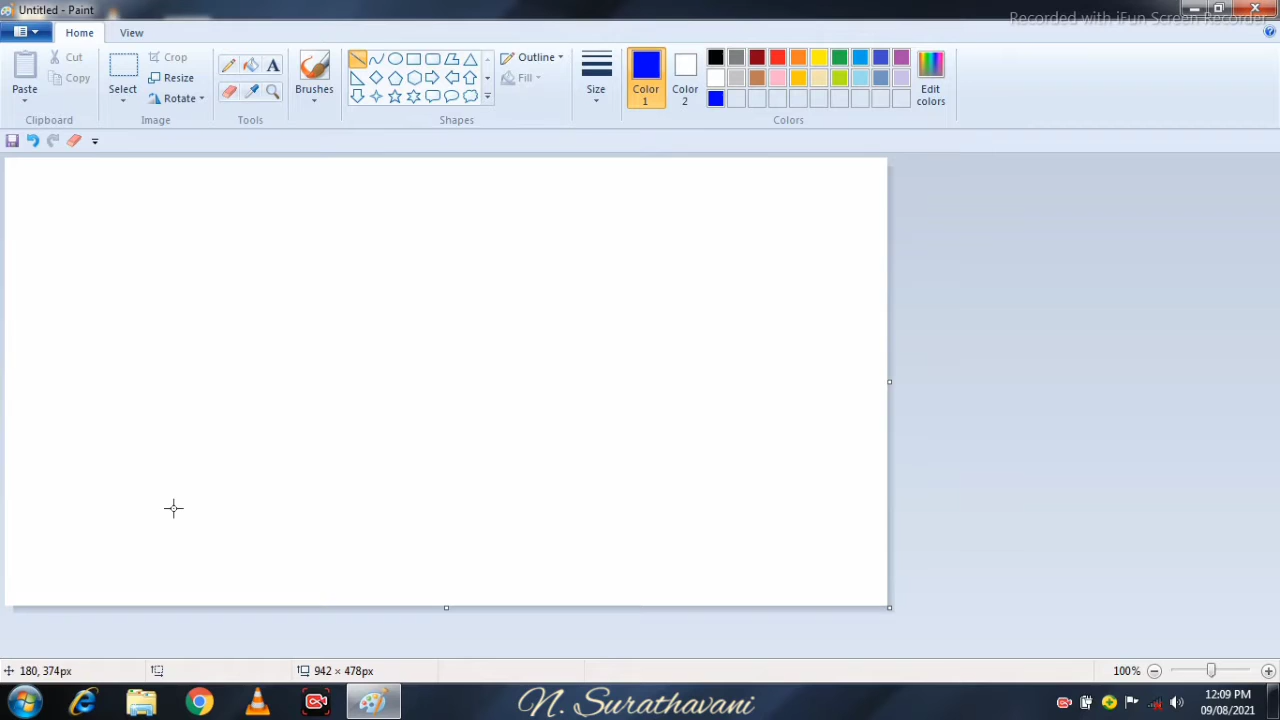 Untitled - Paint
Recorded with iFun Screen Recorder
Home View
Paste
Cut
Copy
Clipboard
Select
Crop
Resize
Rotate
Image
A
Tools
Brushes
Outline
Fill
Shapes
Size
Color 1
Color 2
Edit colors
Colors
180, 374px
942 × 478px
100%
N. Surathavani
12:09 PM
09/08/2021